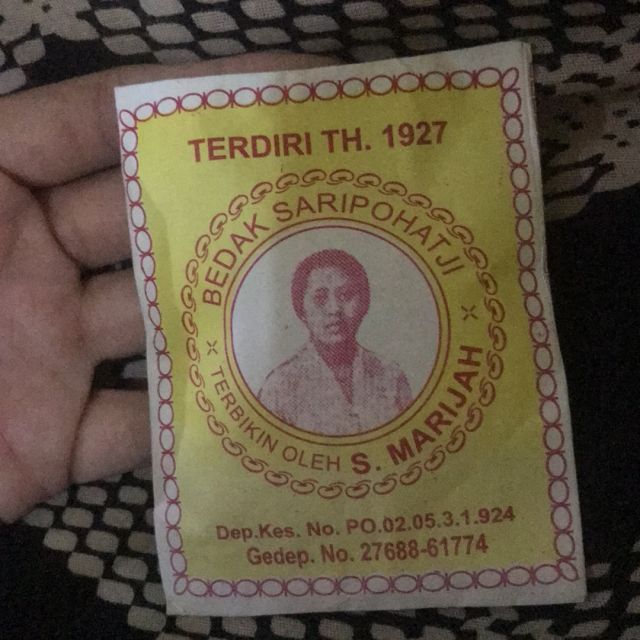 TERDIRI TH. 1927
BEDAK SARIPOHATJI
TERBIKIN OLEH S. MARIJAH
Dep.Kes. No. PO.02.05.3.1.924
Gedep. No. 27688-61774